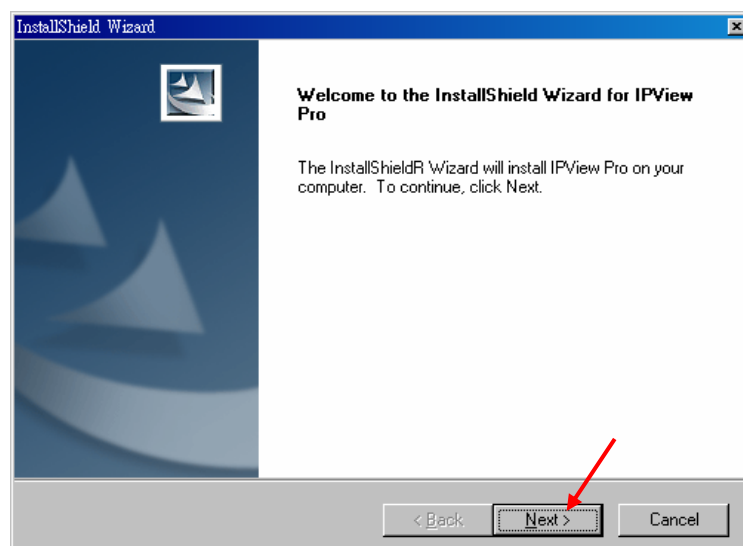 InstallShield Wizard
Welcome to the InstallShield Wizard for IPView
Pro
The InstallShieldR Wizard will install IPView Pro on your
computer. To continue, click Next.
< Back
Next >
Cancel